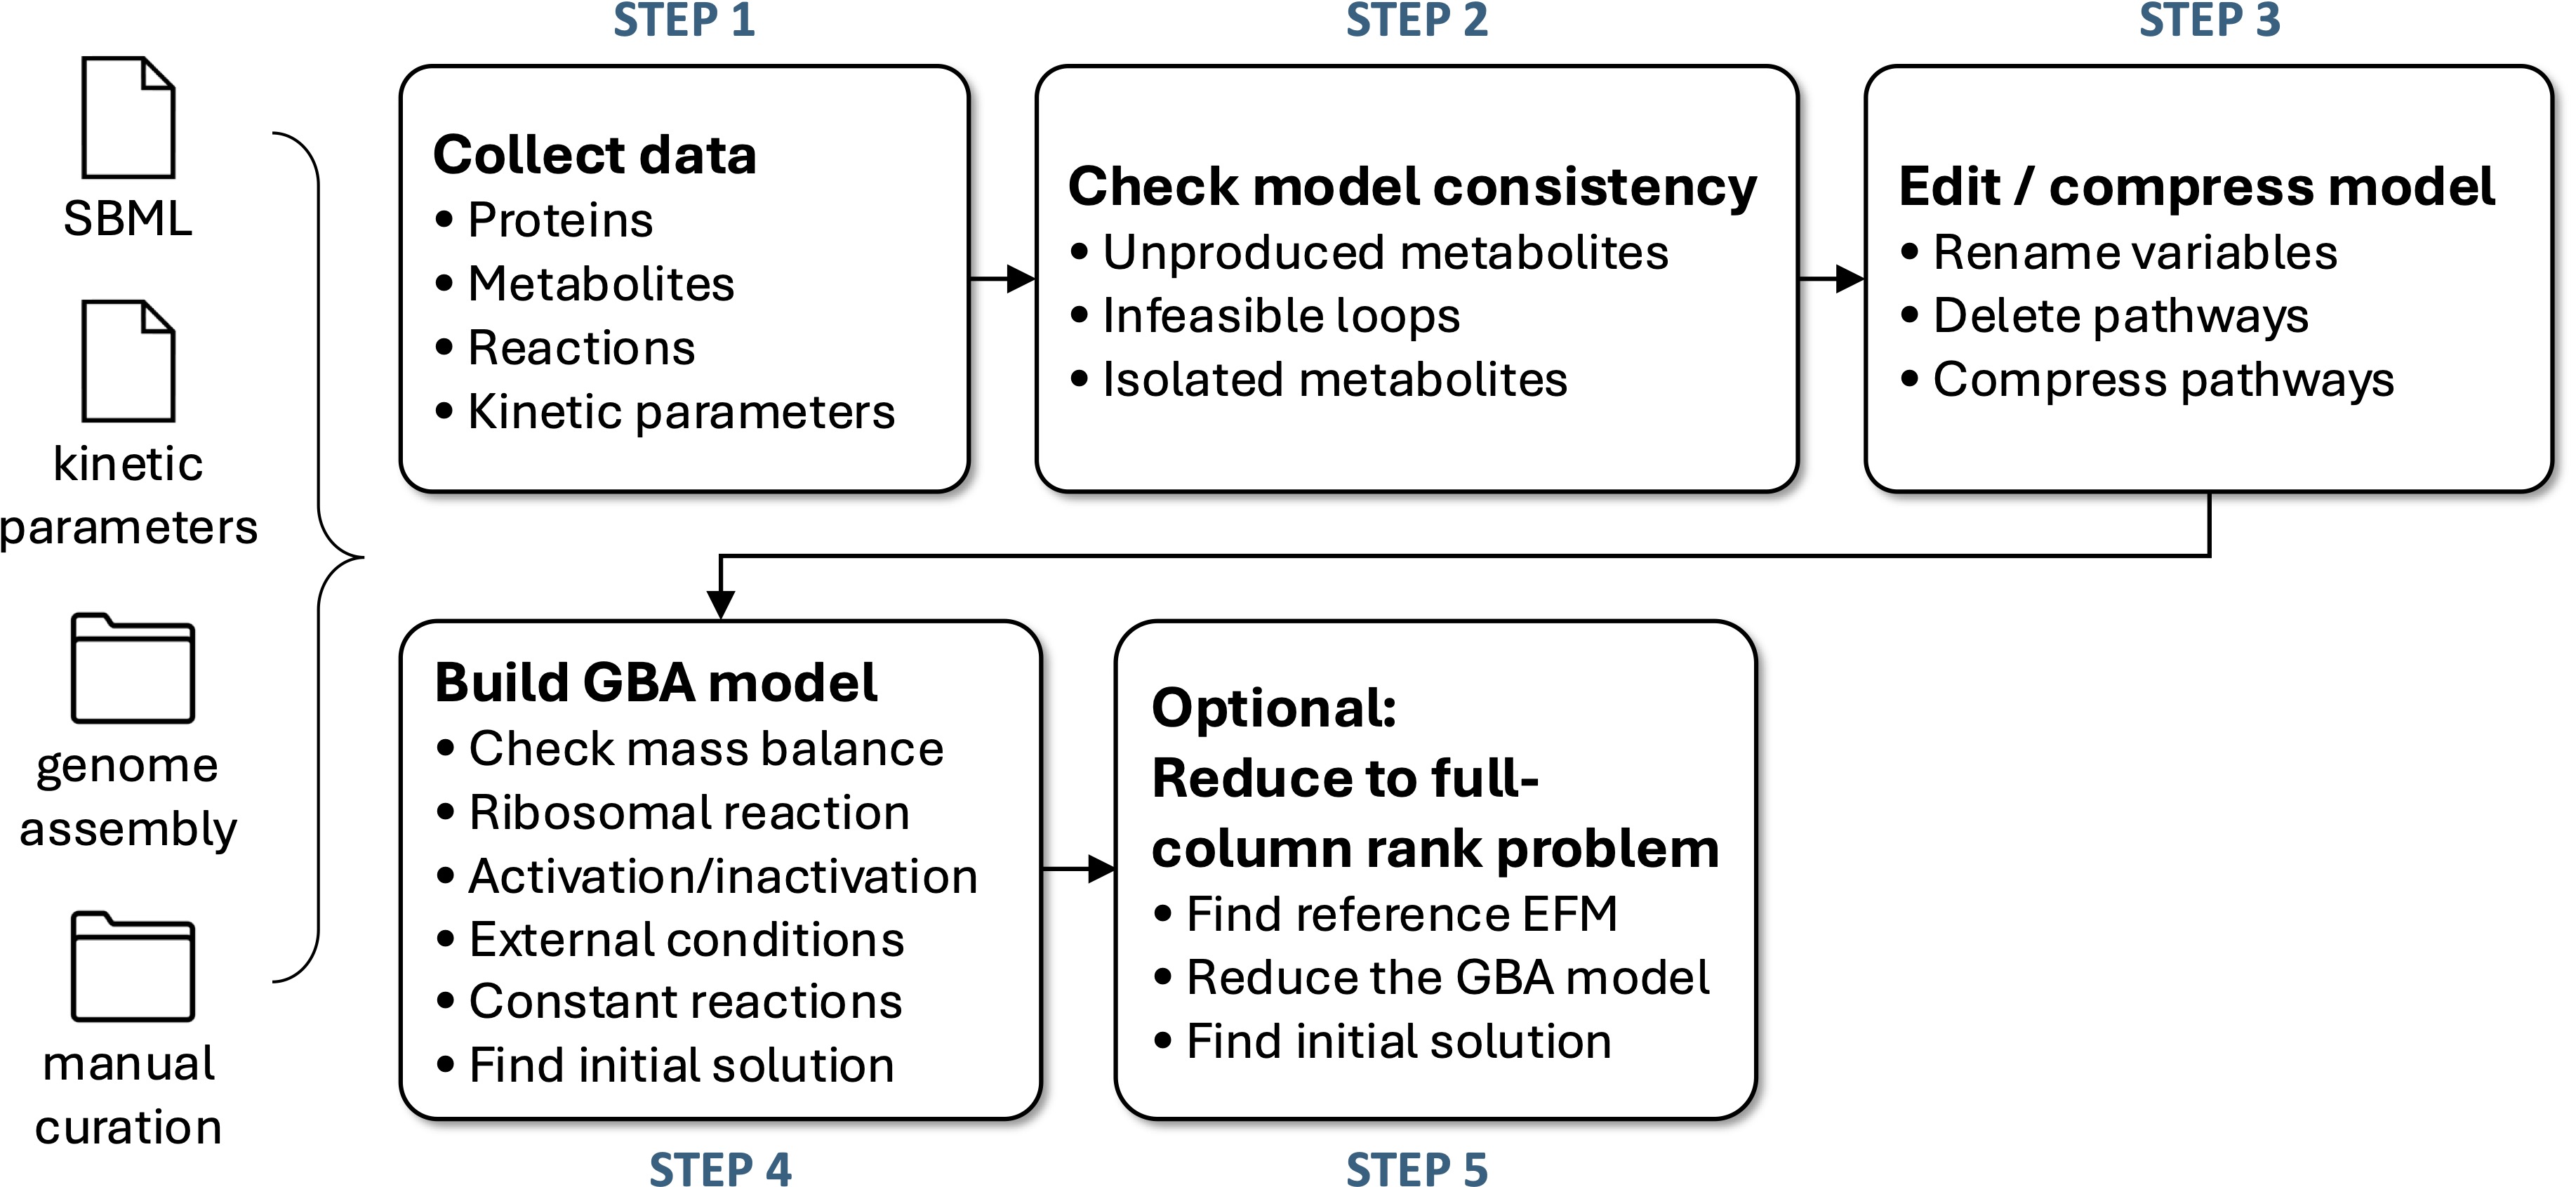 SBML
kinetic
parameters
genome
assembly
manual
curation
STEP 1
Collect data
• Proteins
• Metabolites
• Reactions
• Kinetic parameters
STEP 2
Check model consistency
• Unproduced metabolites
• Infeasible loops
• Isolated metabolites
STEP 3
Edit / compress model
• Rename variables
• Delete pathways
• Compress pathways
Build GBA model
• Check mass balance
• Ribosomal reaction
• Activation/inactivation
• External conditions
• Constant reactions
• Find initial solution
STEP 4
Optional:
Reduce to full-
column rank problem
• Find reference EFM
• Reduce the GBA model
• Find initial solution
STEP 5